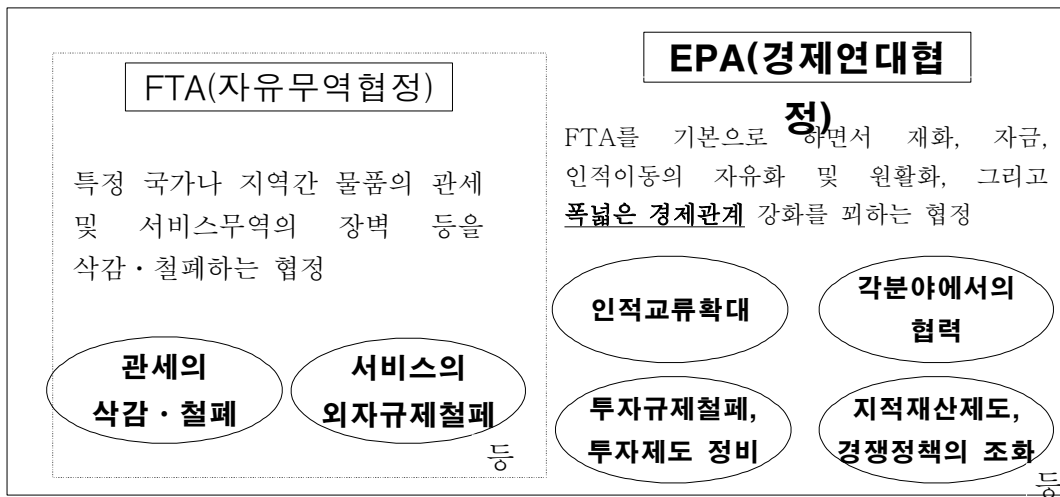 FTA(자유무역협정)
특정 국가나 지역간 물품의 관세
및 서비스무역의 장벽 등을
삭감·철폐하는 협정
관세의
삭감·철폐
서비스의
외자규제철폐
등
EPA(경제연대협
정)
FTA를 기본으로 하면서 재화, 자금,
인적이동의 자유화 및 원활화, 그리고
폭넓은 경제관계 강화를 꾀하는 협정
인적교류확대
각분야에서의
협력
투자규제철폐,
투자제도 정비
지적재산제도,
경쟁정책의 조화
등